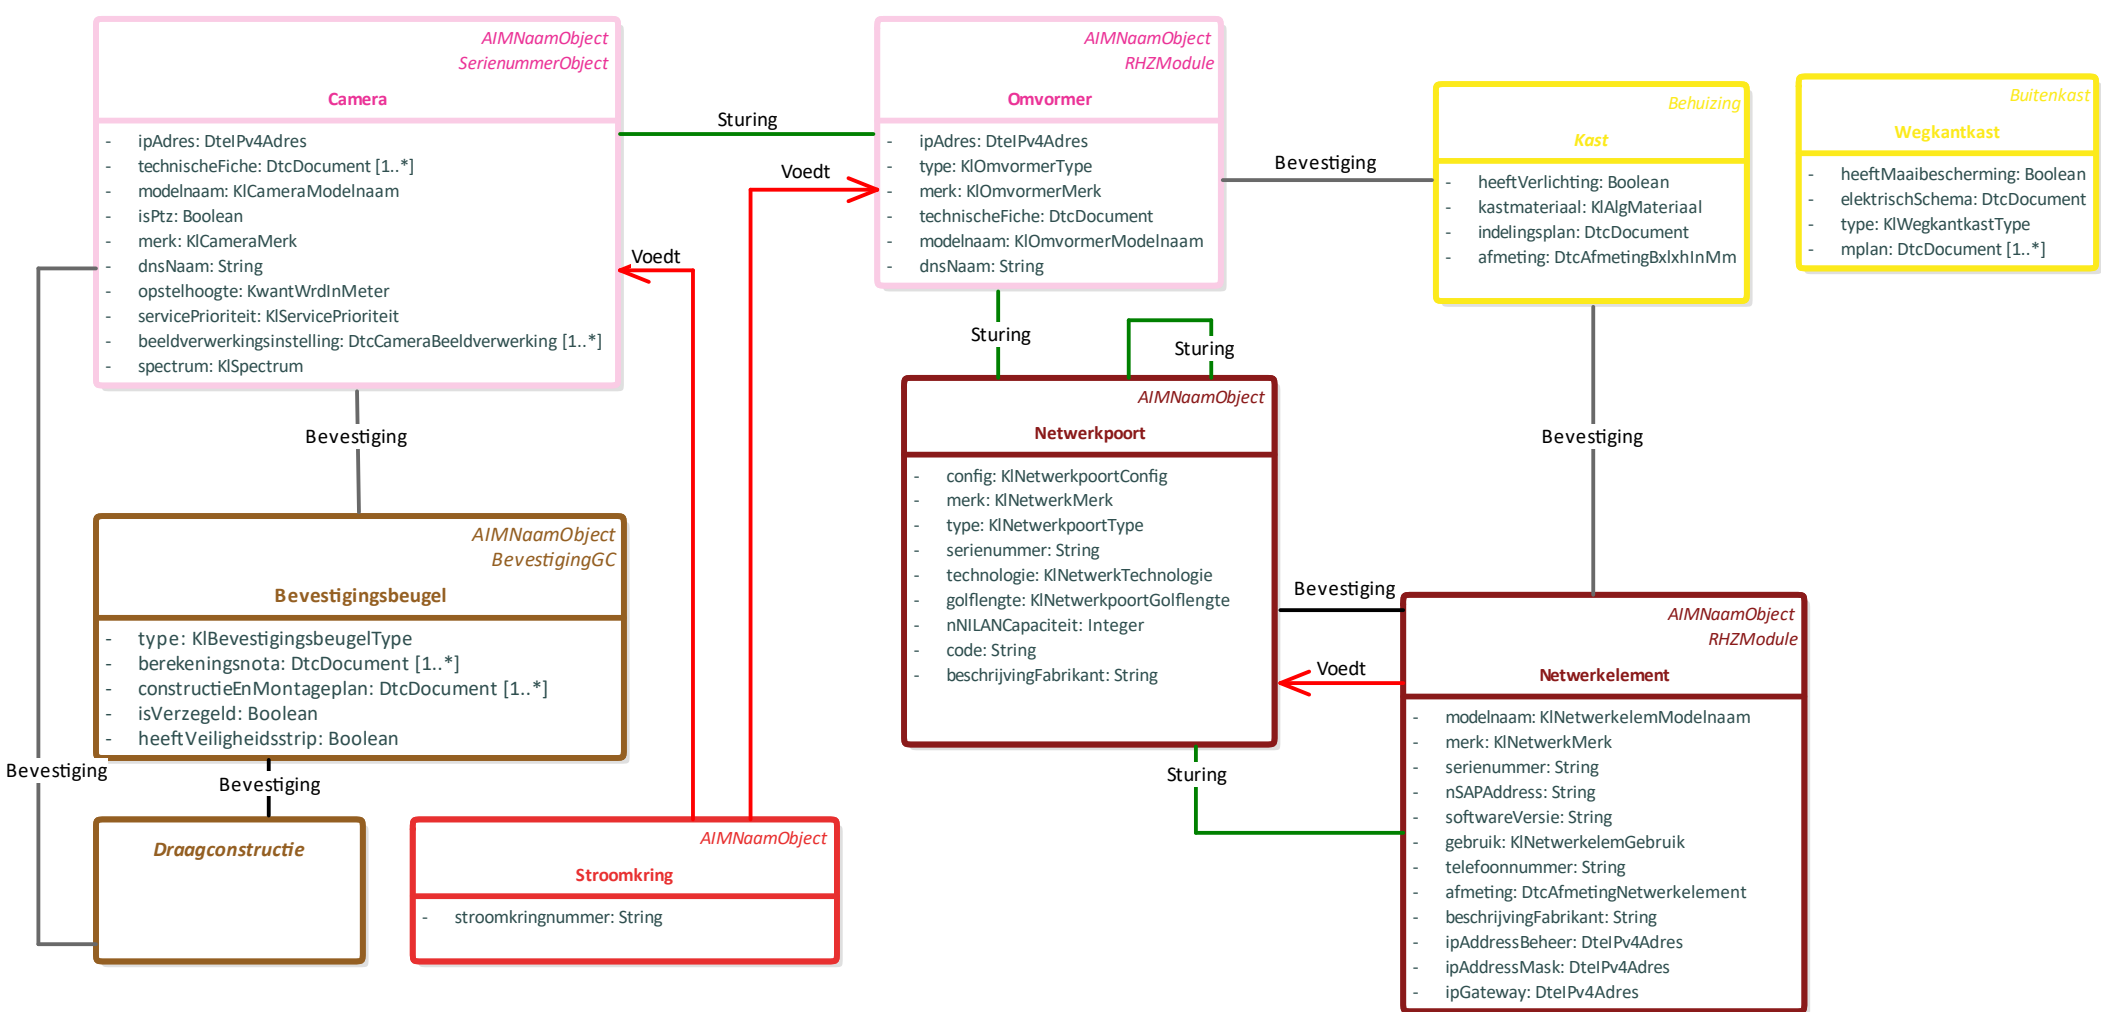 AIMNaamObject
SerienummerObject
Camera
- ipAdres: DteIPv4Adres
- technischeFiche: DtcDocument [1..*]
- modelnaam: KlCameraModelnaam
- isPtz: Boolean
- merk: KlCameraMerk
- dnsNaam: String
- opstelhoogte: KwantWrdInMeter
- servicePrioriteit: KlServicePrioriteit
- beeldverwerkingsinstelling: DtcCameraBeeldverwerking [1..*]
- spectrum: KlSpectrum
Sturing
Voedt
Voedt
AIMNaamObject
RHZModule
Omvormer
- ipAdres: DteIPv4Adres
- type: KlOmvormerType
- merk: KlOmvormerMerk
- technischeFiche: DtcDocument
- modelnaam: KlOmvormerModelnaam
- dnsNaam: String
Bevestiging
Behuizing
Kast
- heeftVerlichting: Boolean
- kastmateriaal: KlAlgMateriaal
- indelingsplan: DtcDocument
- afmeting: DtcAfmetingBxlxhInMm
Buitenkast
Wegkantkast
- heeftMaaibescherming: Boolean
- elektrischSchema: DtcDocument
- type: KlWegkantkastType
- mplan: DtcDocument [1..*]
Sturing
Sturing
Bevestiging
Bevestiging
AIMNaamObject
Netwerkpoort
- config: KlNetwerkpoortConfig
- merk: KlNetwerkMerk
- type: KlNetwerkpoortType
- serienummer: String
- technologie: KlNetwerkTechnologie
- golflengte: KlNetwerkpoortGolflengte
- nNILANCapaciteit: Integer
- code: String
- beschrijvingFabrikant: String
AIMNaamObject
BevestigingGC
Bevestigingsbeugel
- type: KlBevestigingsbeugelType
- berekeningsnota: DtcDocument [1..*]
- constructieEnMontageplan: DtcDocument [1..*]
- isVerzegeld: Boolean
- heeftVeiligheidsstrip: Boolean
Bevestiging
Voedt
Sturing
AIMNaamObject
RHZModule
Netwerkelement
- modelnaam: KlNetwerkelemModelnaam
- merk: KlNetwerkMerk
- serienummer: String
- nSAPAddress: String
- softwareVersie: String
- gebruik: KlNetwerkelemGebruik
- telefoonnummer: String
- afmeting: DtcAfmetingNetwerkelement
- beschrijvingFabrikant: String
- ipAddressBeheer: DteIPv4Adres
- ipAddressMask: DteIPv4Adres
- ipGateway: DteIPv4Adres
Bevestiging
Bevestiging
Draagconstructie
AIMNaamObject
Stroomkring
- stroomkringnummer: String